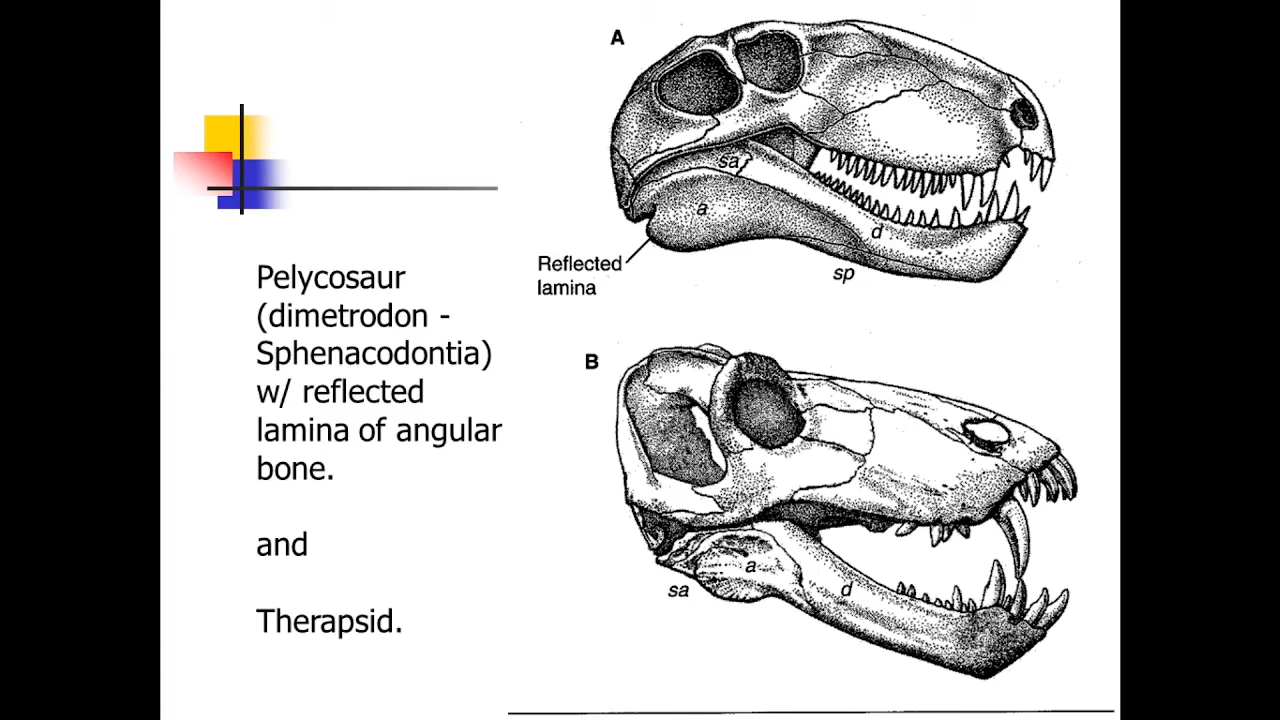 Pelycosaur
(dimetrodon -
Sphenacodontia)
w/ reflected
lamina of angular
bone.
and
Therapsid.
A
sa
a
d
Reflected
lamina
sp
B
a
sa
d